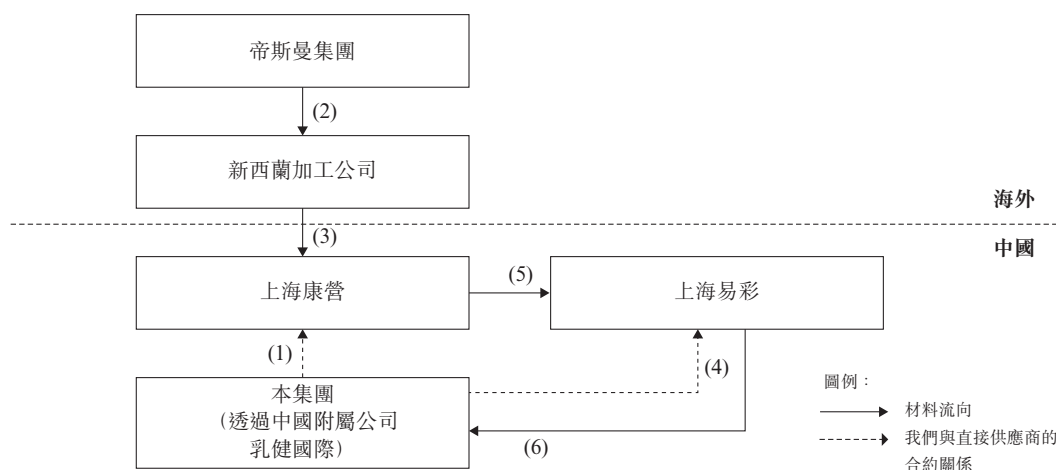 帝斯曼集團
(2)
新西蘭加工公司
海外
(3)
中國
上海康營
(5)
上海易彩
(1)
(4)
本集團
（透過中國附屬公司
乳健國際）
(6)
圖例：
材料流向
我們與直接供應商的
合約關係